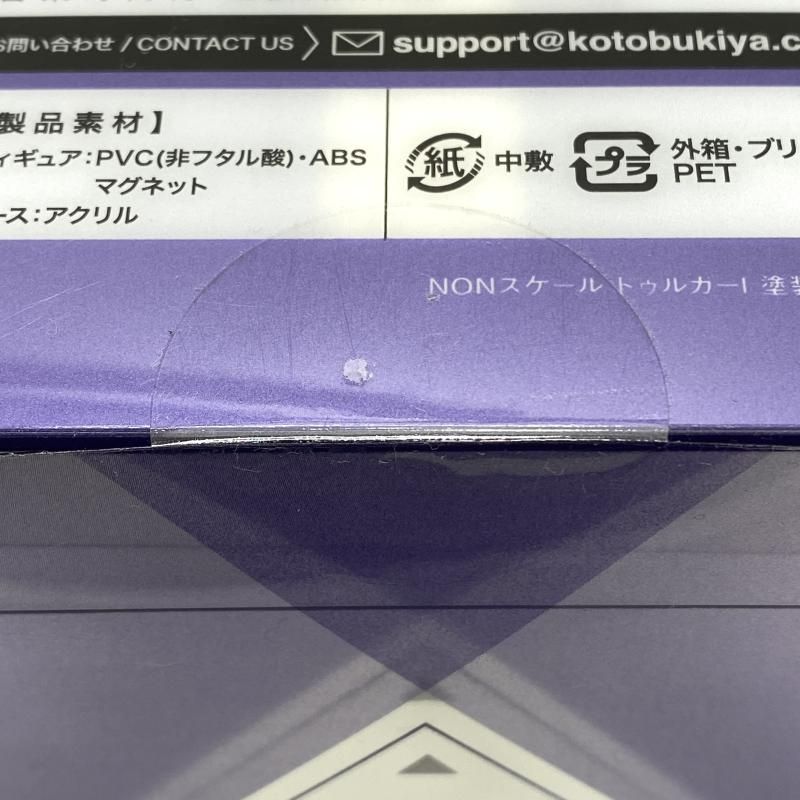 お問い合わせ / CONTACT US
support@kotobukiya.c
製品素材】
ィギュア：PVC(非フタル酸)・ABS
マグネット
ース：アクリル
紙 中敷
プラ 外箱・ブリ
PET
NONスケール トゥルカーI 塗装